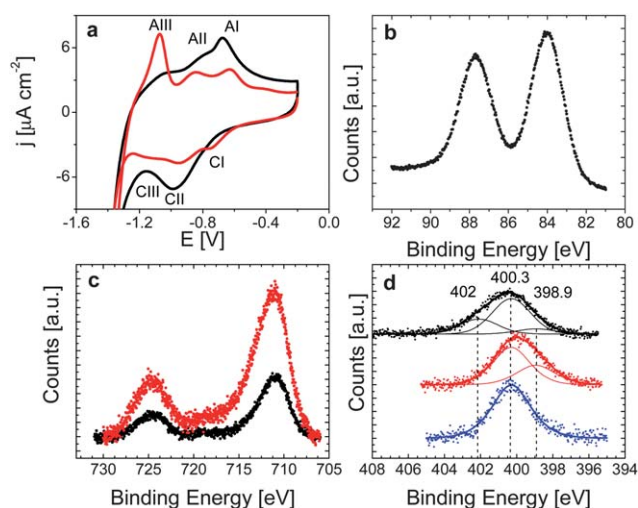 a
AIII
AII
AI
CI
CIII
CII
j [µA cm⁻²]
6
0
-6
-1.6
-1.2
-0.8
-0.4
0.0
E [V]
b
Counts [a.u.]
92
90
88
86
84
82
80
Binding Energy [eV]
c
Counts [a.u.]
730
725
720
715
710
705
Binding Energy [eV]
d
400.3
402
398.9
Counts [a.u.]
408
406
404
402
400
398
396
394
Binding Energy [eV]